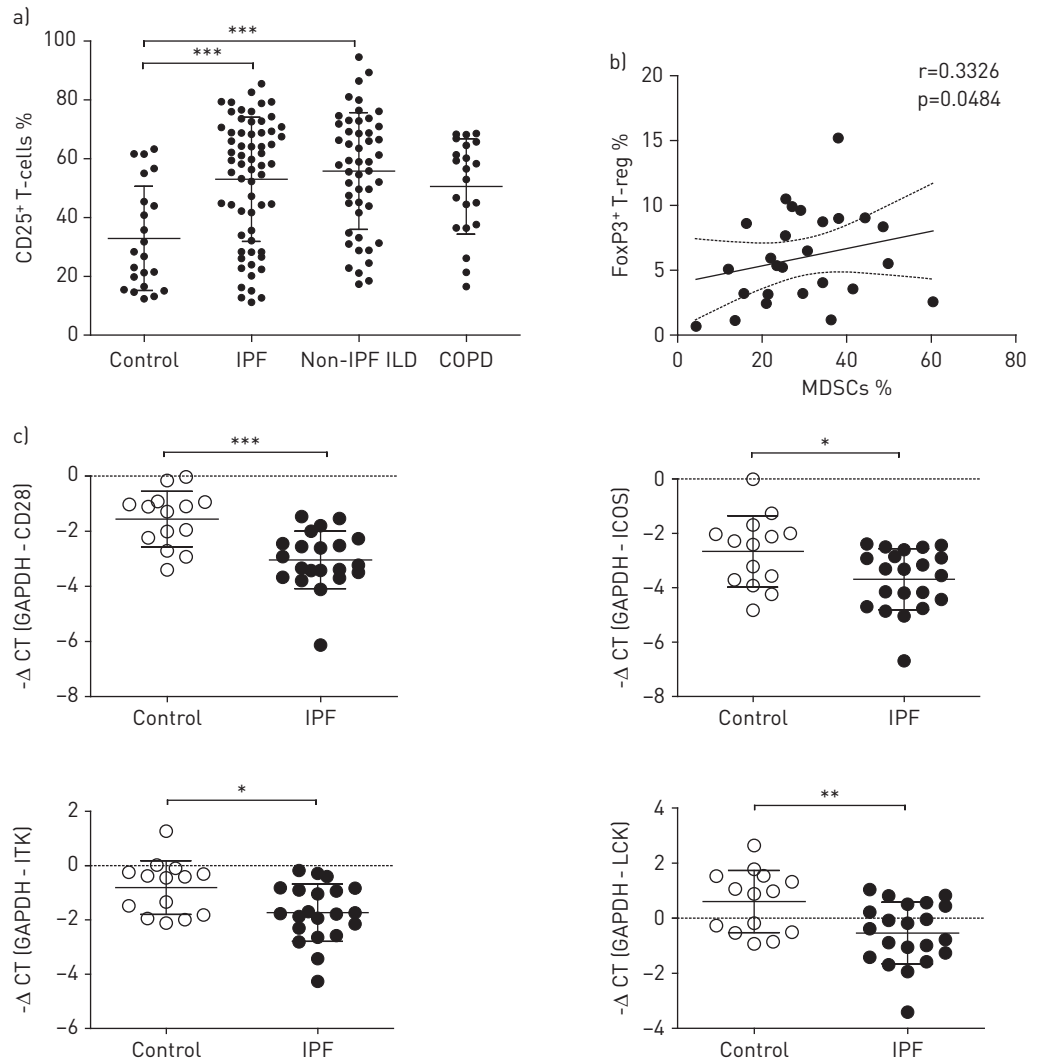 a)
***
***
100
80
60
40
20
0
CD25+ T-cells %
Control IPF Non-IPF ILD COPD
b)
r=0.3326
p=0.0484
20
15
10
5
0
FoxP3+ T-reg %
0 20 40 60 80
MDSCs %
c)
***
0
−2
−4
−6
−8
-Δ CT (GAPDH - CD28)
Control IPF
*
0
−2
−4
−6
−8
-Δ CT (GAPDH - ICOS)
Control IPF
*
2
0
−2
−4
−6
-Δ CT (GAPDH - ITK)
Control IPF
**
4
2
0
−2
−4
-Δ CT (GAPDH - LCK)
Control IPF